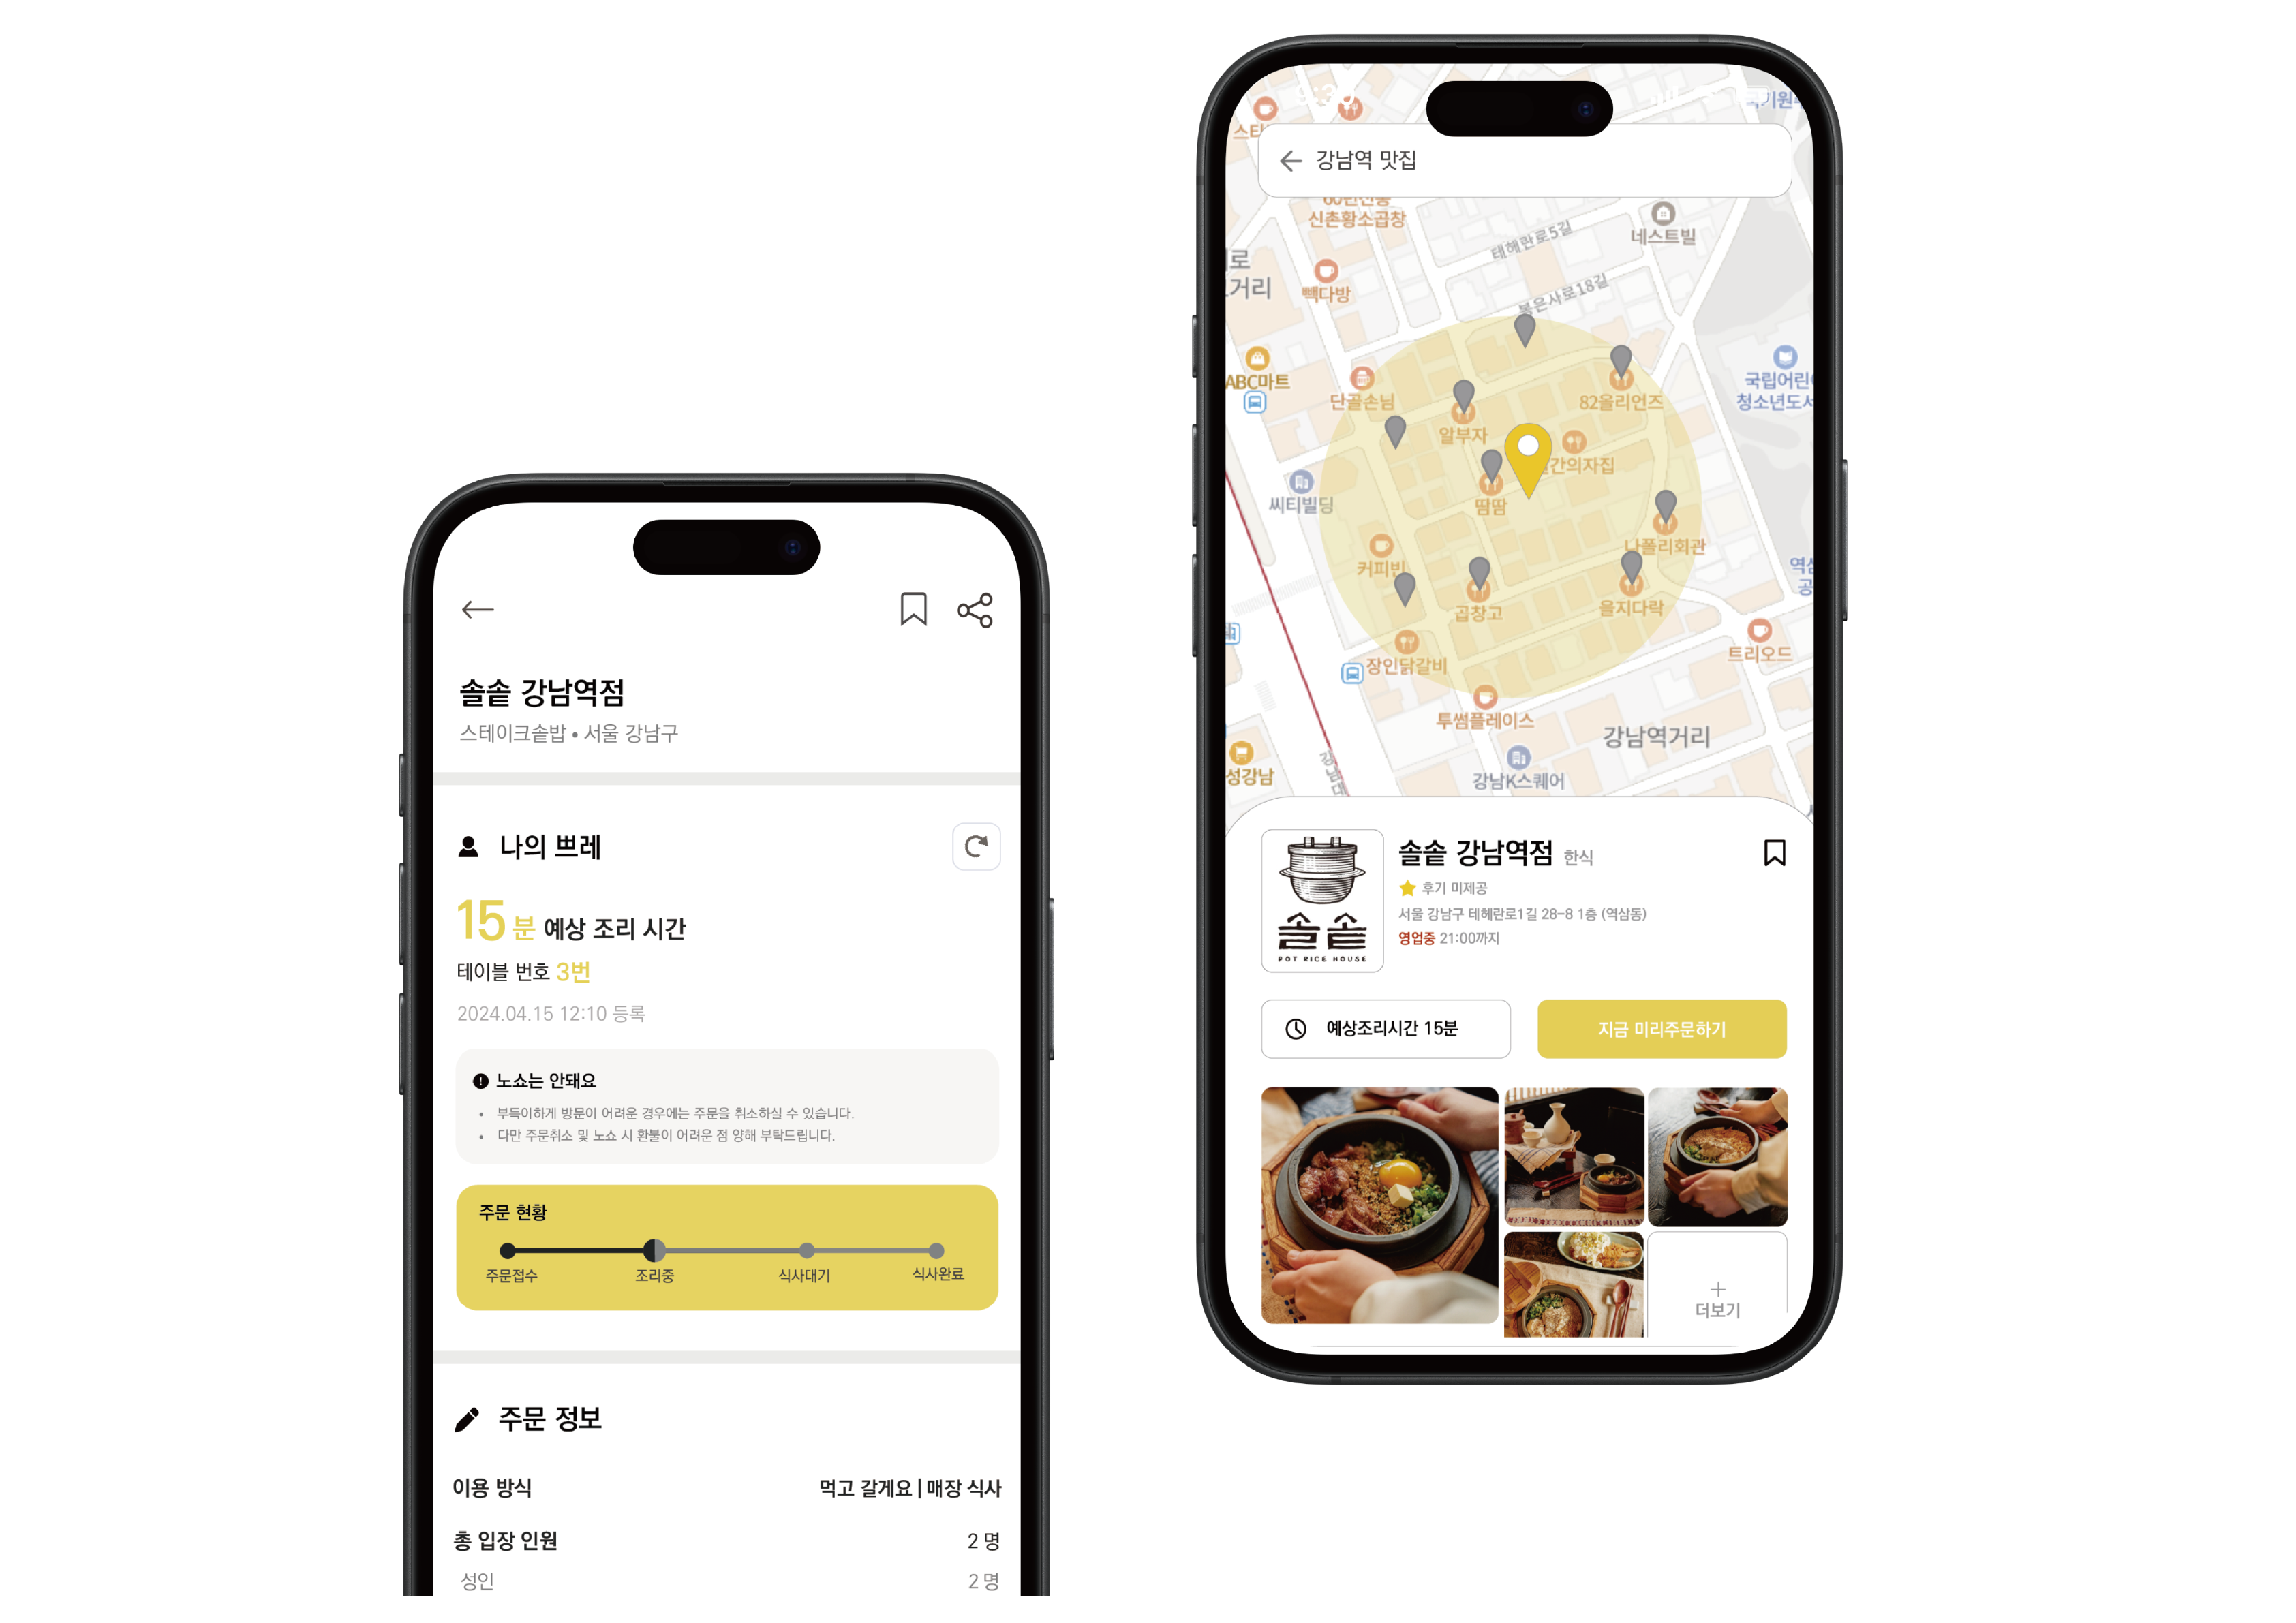 솔솥 강남역점
스테이크솥밥 • 서울 강남구
나의 쁘레
15분 예상 조리 시간
테이블 번호 3번
2024.04.15 12:10 등록
노쇼는 안돼요
• 부득이하게 방문이 어려운 경우에는 주문을 취소하실 수 있습니다.
• 다만 주문취소 및 노쇼 시 환불이 어려운 점 양해 부탁드립니다.
주문 현황
주문접수 조리중 식사대기 식사완료
주문 정보
이용 방식 먹고 갈게요 | 매장 식사
총 입장 인원 2 명
성인 2 명
강남역 맛집
신촌황소곱창
테헤란로5길
네스트빌
거리
빽다방
봉은사로18길
ABC마트
단골손님
82올리언즈
국립어린
청소년도서
알부자
간의자집
씨티빌딩
땀땀
나폴리회관
커피빈
곱창고
을지다락
장인닭갈비
트리오드
투썸플레이스
강남역거리
성강남
강남K스퀘어
솔솥 강남역점 한식
후기 미제공
서울 강남구 테헤란로1길 28-8 1층 (역삼동)
영업중 21:00까지
솔솥
POT RICE HOUSE
예상조리시간 15분
지금 미리주문하기
더보기